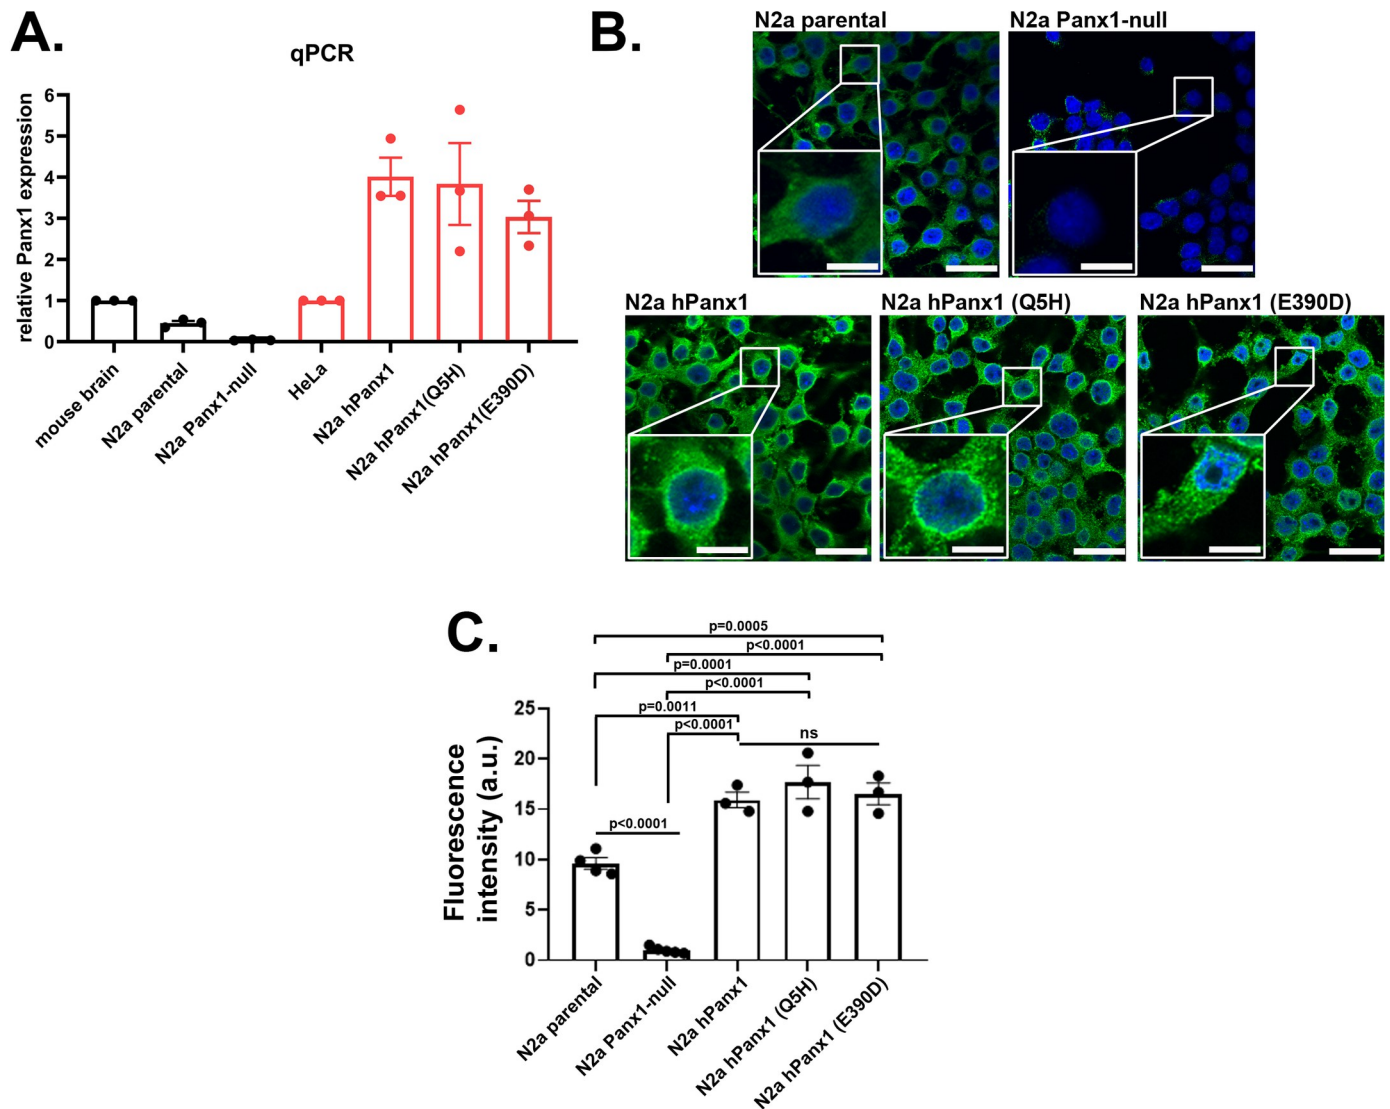 A.
qPCR
relative Panx1 expression
6
5
4
3
2
1
0
mouse brain
N2a parental
N2a Panx1-null
HeLa
N2a hPanx1
N2a hPanx1(Q5H)
N2a hPanx1(E390D)
B.
N2a parental
N2a Panx1-null
N2a hPanx1
N2a hPanx1 (Q5H)
N2a hPanx1 (E390D)
C.
p=0.0005
p<0.0001
p=0.0001
p<0.0001
p=0.0011
p<0.0001
ns
p<0.0001
Fluorescence
intensity (a.u.)
25
20
15
10
5
0
N2a parental
N2a Panx1-null
N2a hPanx1
N2a hPanx1 (Q5H)
N2a hPanx1 (E390D)